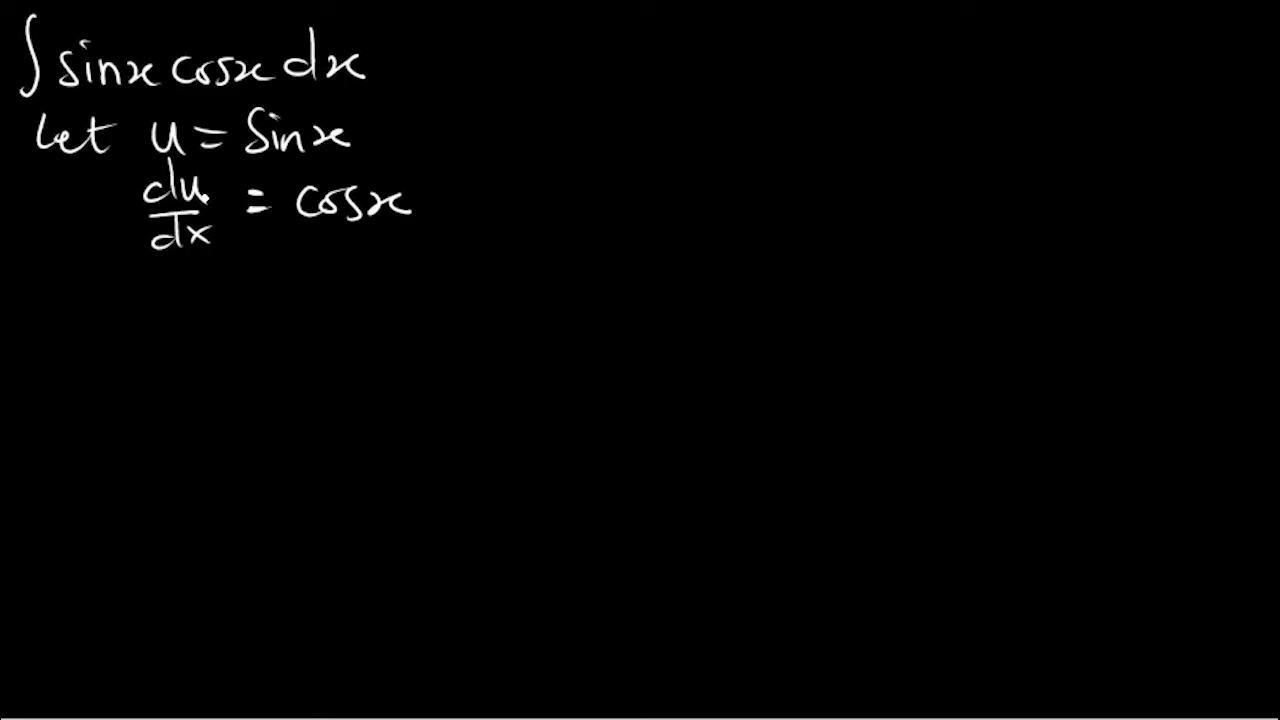 ∫ sinx cosx dx
Let u = sinx
du/dx = cosx